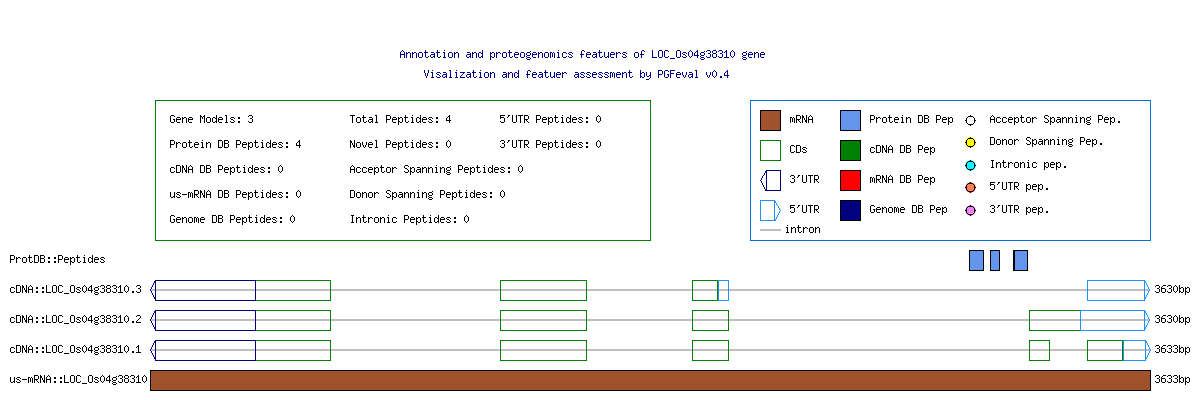 Annotation and proteogenomics featuers of LOC_Os04g38310 gene
Visalization and featuer assessment by PGFeval v0.4
Gene Models: 3 Total Peptides: 4 5'UTR Peptides: 0
Protein DB Peptides: 4 Novel Peptides: 0 3'UTR Peptides: 0
cDNA DB Peptides: 0 Acceptor Spanning Peptides: 0
us-mRNA DB Peptides: 0 Donor Spanning Peptides: 0
Genome DB Peptides: 0 Intronic Peptides: 0
mRNA Protein DB Pep Acceptor Spanning Pep.
CDs cDNA DB Pep Donor Spanning Pep.
3'UTR mRNA DB Pep Intronic pep.
5'UTR Genome DB Pep 5'UTR pep.
intron 3'UTR pep.
ProtDB::Peptides
cDNA::LOC_Os04g38310.3 3630bp
cDNA::LOC_Os04g38310.2 3630bp
cDNA::LOC_Os04g38310.1 3633bp
us-mRNA::LOC_Os04g38310 3633bp